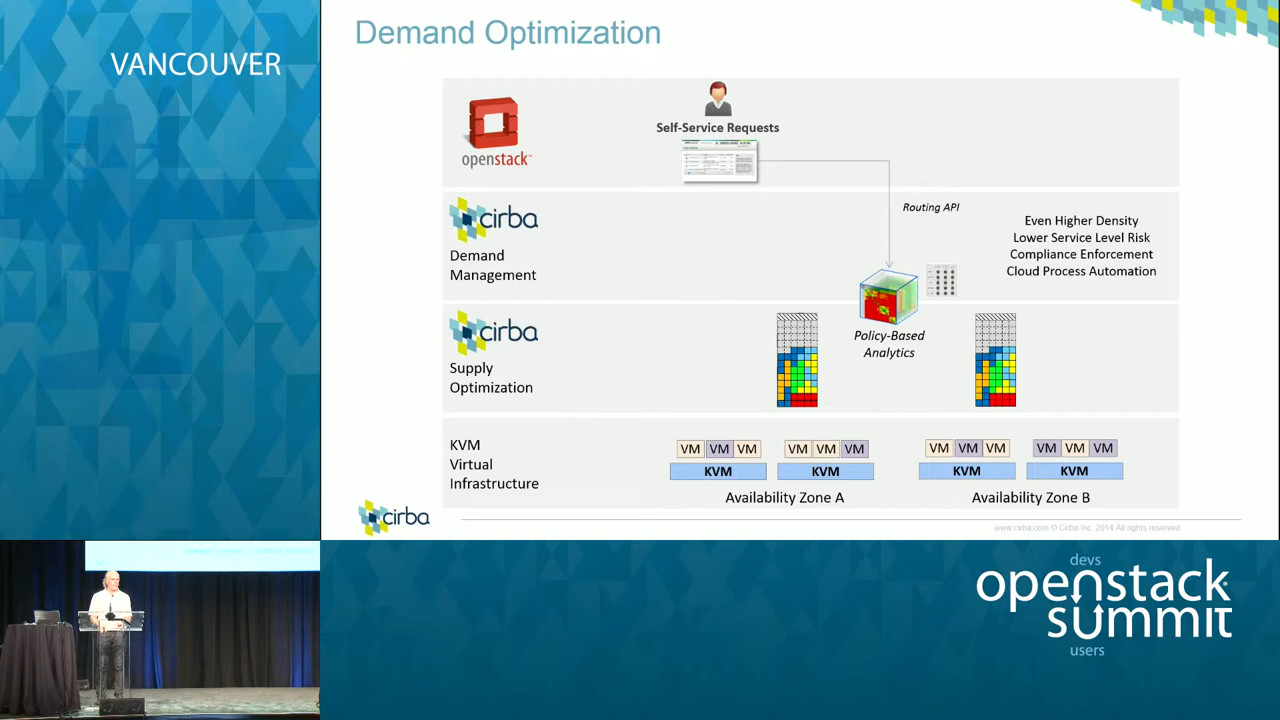 VANCOUVER
Demand Optimization
openstack™
Self-Service Requests
Routing API
cirba
Demand
Management
Even Higher Density
Lower Service Level Risk
Compliance Enforcement
Cloud Process Automation
Policy-Based
Analytics
cirba
Supply
Optimization
KVM
Virtual
Infrastructure
VM VM VM VM VM VM VM VM VM VM VM VM
KVM KVM KVM KVM
Availability Zone A Availability Zone B
cirba
www.cirba.com © Cirba Inc. 2014 All rights reserved
devs
openstack
summit
users